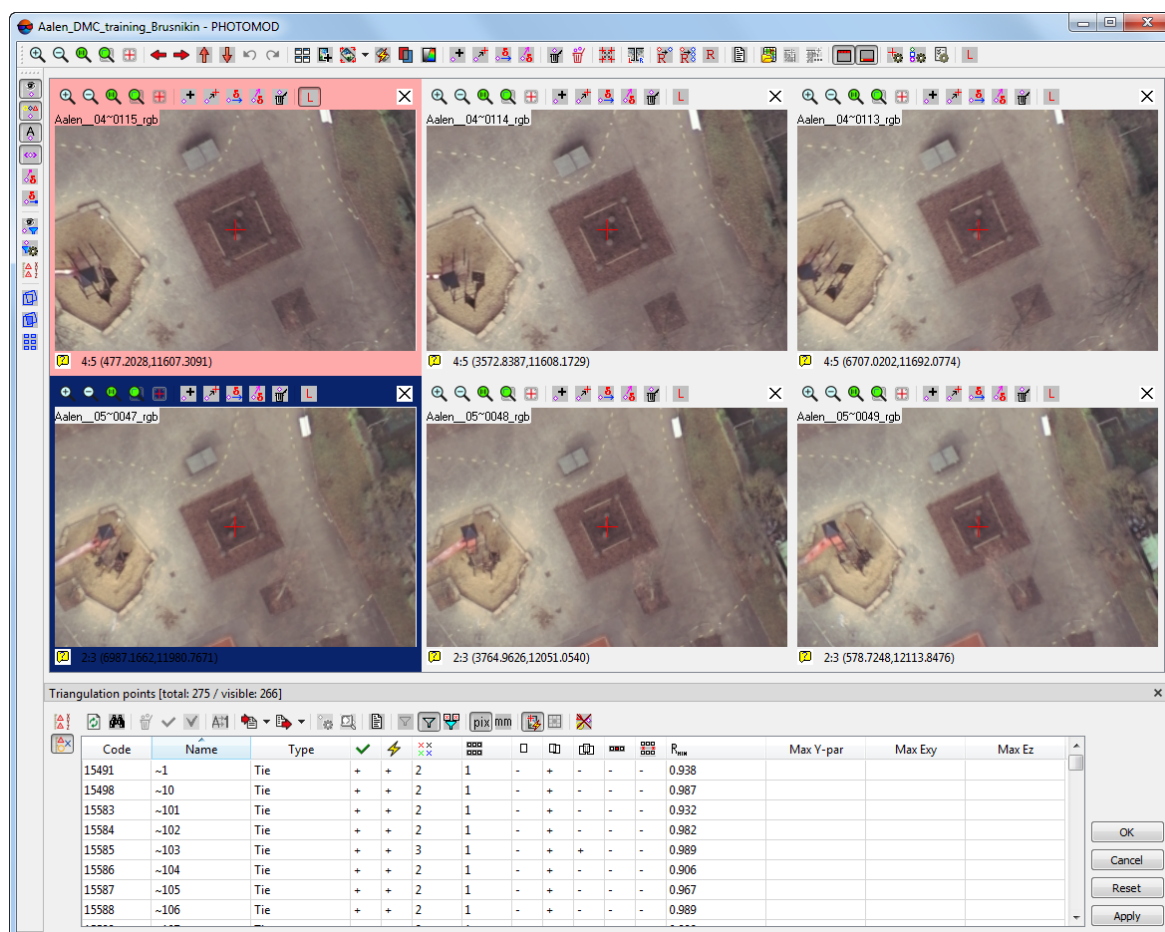 Aalen_DMC_training_Brusnikin - PHOTOMOD
Aalen__04~0115_rgb
Aalen__04~0114_rgb
Aalen__04~0113_rgb
4:5 (477.2028,11607.3091)
4:5 (3572.8387,11608.1729)
4:5 (6707.0202,11692.0774)
Aalen__05~0047_rgb
Aalen__05~0048_rgb
Aalen__05~0049_rgb
2:3 (6987.1662,11980.7671)
2:3 (3764.9626,12051.0540)
2:3 (578.7248,12113.8476)
Triangulation points [total: 275 / visible: 266]
pix mm
Code Name Type R_MIN Max Y-par Max Exy Max Ez
15491 ~1 Tie + + 2 1 - + - - - 0.938
15498 ~10 Tie + + 2 1 - + - - - 0.987
15583 ~101 Tie + + 2 1 - + - - - 0.932
15584 ~102 Tie + + 2 1 - + - - - 0.982
15585 ~103 Tie + + 3 1 - + + - - 0.989
15586 ~104 Tie + + 2 1 - + - - - 0.906
15587 ~105 Tie + + 2 1 - + - - - 0.967
15588 ~106 Tie + + 2 1 - + - - - 0.989
OK
Cancel
Reset
Apply